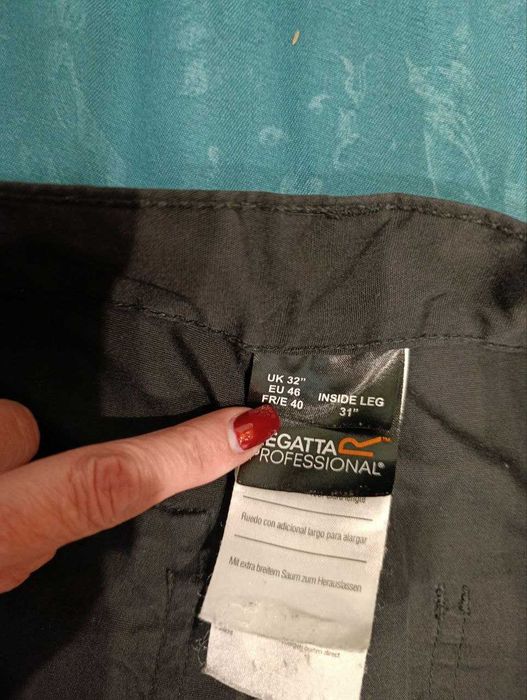 UK 32"
EU 46
FR/E 40
INSIDE LEG
31"
EGATTA
PROFESSIONAL®
Ruedo con adicional largo para alargar
Mit extra breitem Saum zum Herauslassen
direct